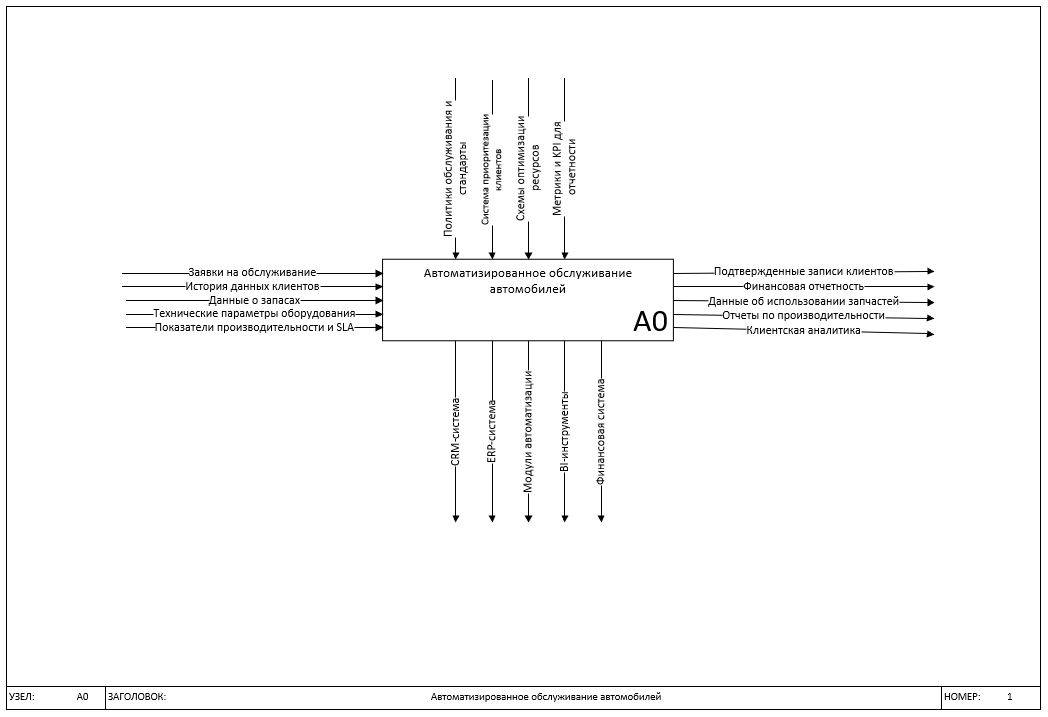 Политики обслуживания и
стандарты
Система приоритезации
клиентов
Схемы оптимизации
ресурсов
Метрики и KPI для
отчетности
Заявки на обслуживание
История данных клиентов
Данные о запасах
Технические параметры оборудования
Показатели производительности и SLA
Автоматизированное обслуживание
автомобилей
A0
Подтвержденные записи клиентов
Финансовая отчетность
Данные об использовании запчастей
Отчеты по производительности
Клиентская аналитика
CRM-система
ERP-система
Модули автоматизации
BI-инструменты
Финансовая система
УЗЕЛ: A0 ЗАГОЛОВОК: Автоматизированное обслуживание автомобилей НОМЕР: 1